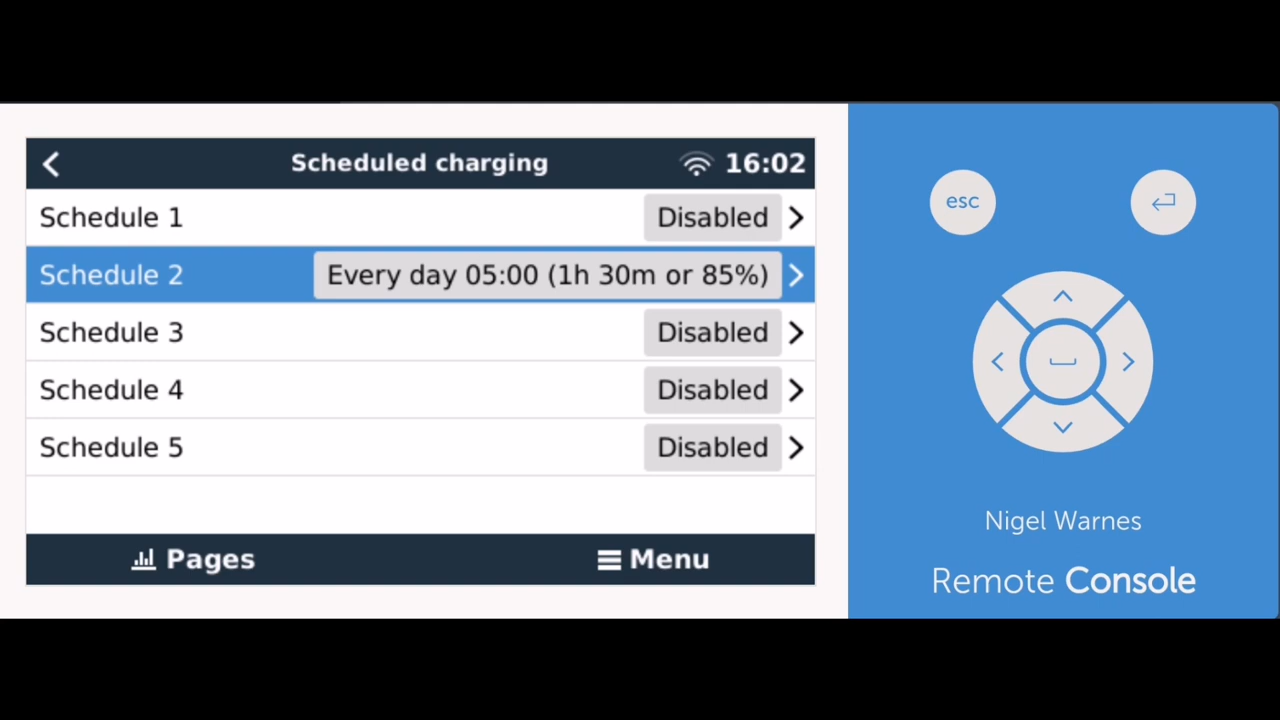 Scheduled charging 16:02
Schedule 1 Disabled
Schedule 2 Every day 05:00 (1h 30m or 85%)
Schedule 3 Disabled
Schedule 4 Disabled
Schedule 5 Disabled
Pages Menu
esc
Nigel Warnes
Remote Console